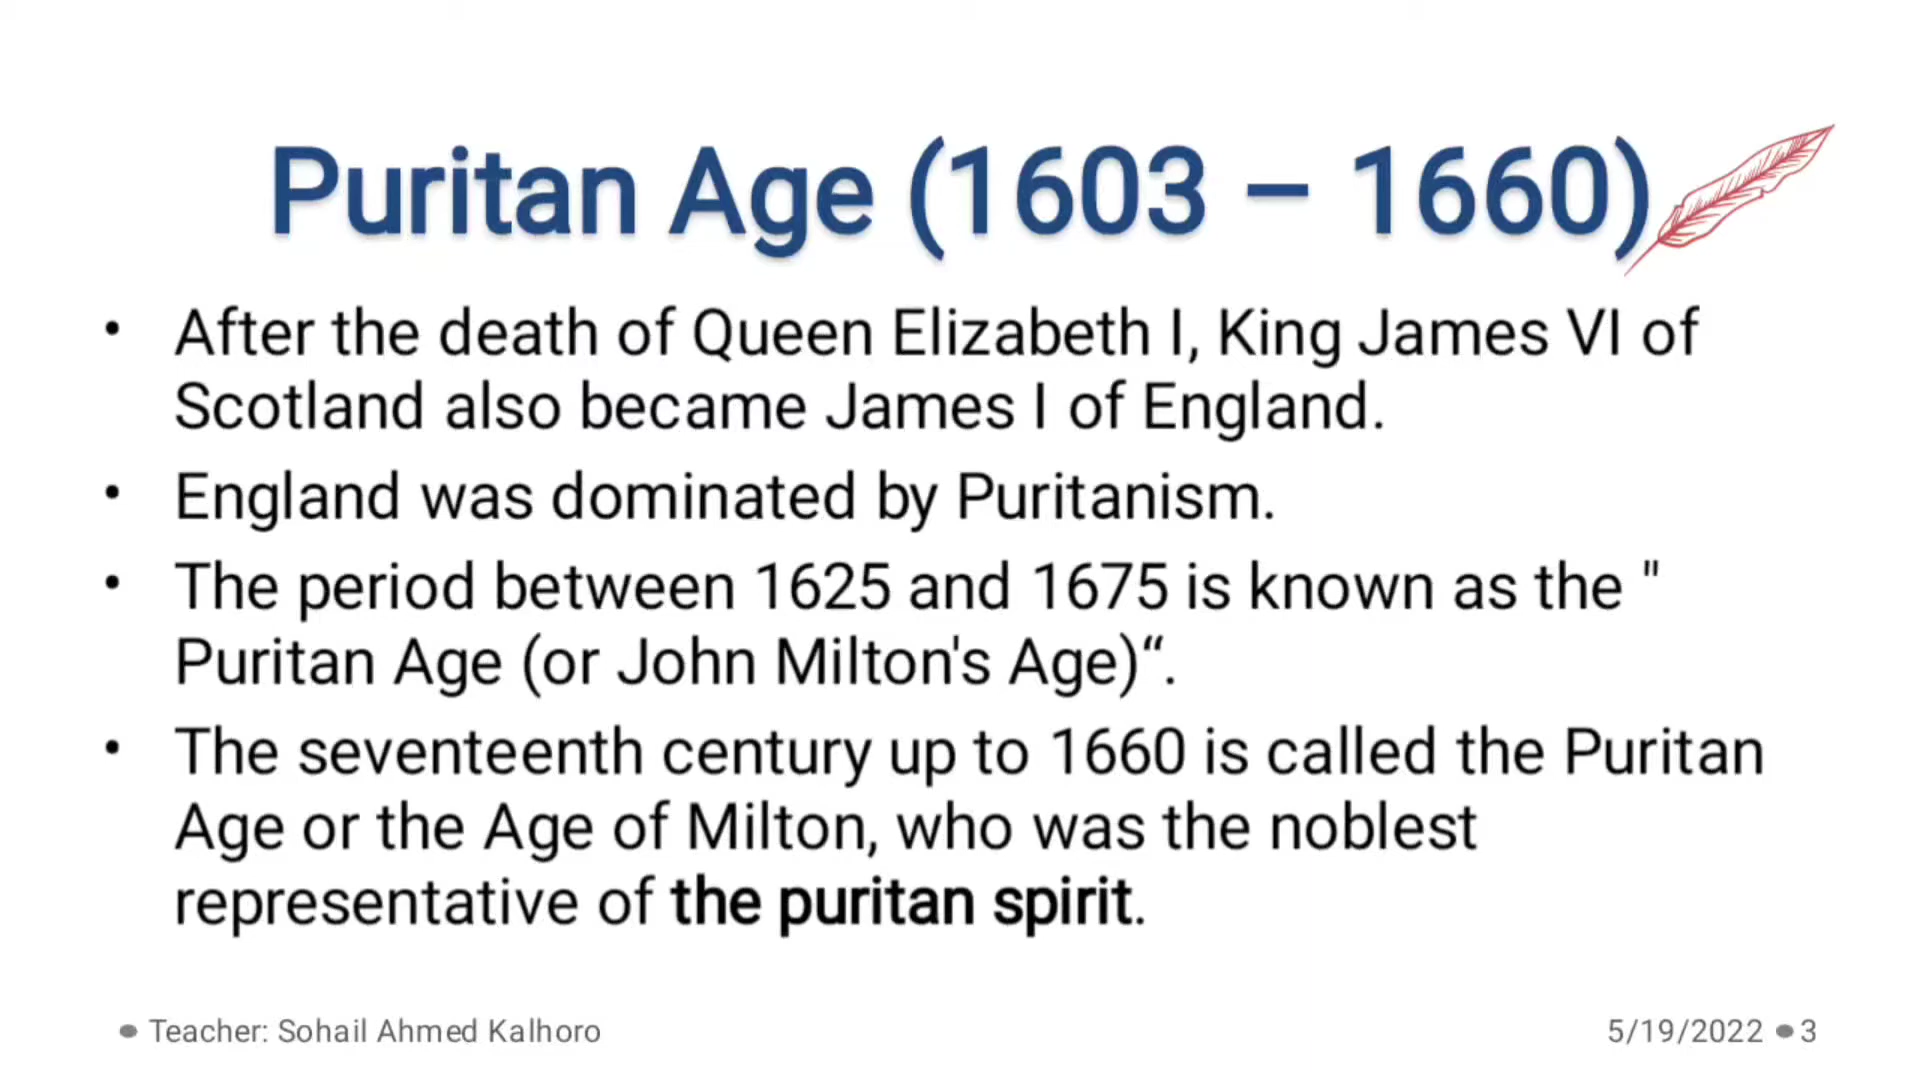 Puritan Age (1603 – 1660)
• After the death of Queen Elizabeth I, King James VI of
Scotland also became James I of England.
• England was dominated by Puritanism.
• The period between 1625 and 1675 is known as the "
Puritan Age (or John Milton's Age)“.
• The seventeenth century up to 1660 is called the Puritan
Age or the Age of Milton, who was the noblest
representative of the puritan spirit.
Teacher: Sohail Ahmed Kalhoro
5/19/2022 ● 3